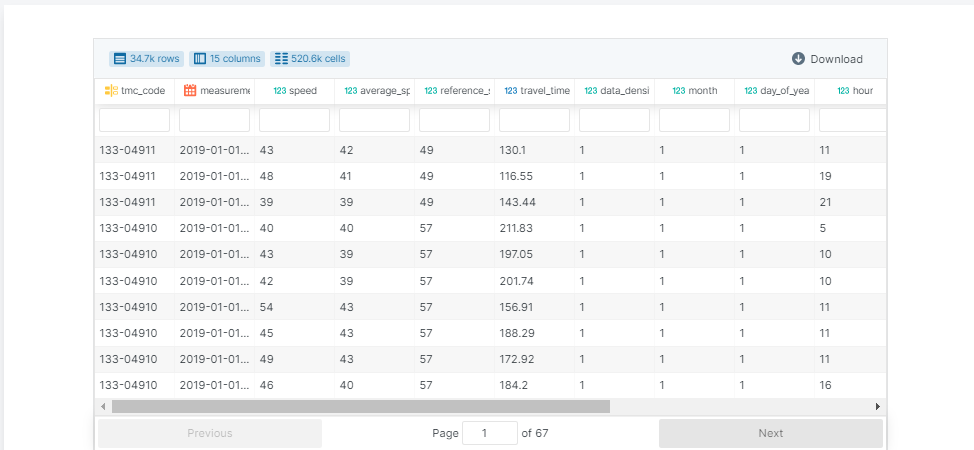 34.7k rows 15 columns 520.6k cells Download
tmc_code measureme 123 speed 123 average_sp 123 reference_s 123 travel_time 123 data_densi 123 month 123 day_of_yea 123 hour
133-04911 2019-01-01... 43 42 49 130.1 1 1 1 11
133-04911 2019-01-01... 48 41 49 116.55 1 1 1 19
133-04911 2019-01-01... 39 39 49 143.44 1 1 1 21
133-04910 2019-01-01... 40 40 57 211.83 1 1 1 5
133-04910 2019-01-01... 43 39 57 197.05 1 1 1 10
133-04910 2019-01-01... 42 39 57 201.74 1 1 1 10
133-04910 2019-01-01... 54 43 57 156.91 1 1 1 11
133-04910 2019-01-01... 45 43 57 188.29 1 1 1 11
133-04910 2019-01-01... 49 43 57 172.92 1 1 1 11
133-04910 2019-01-01... 46 40 57 184.2 1 1 1 16
Previous Page 1 of 67 Next